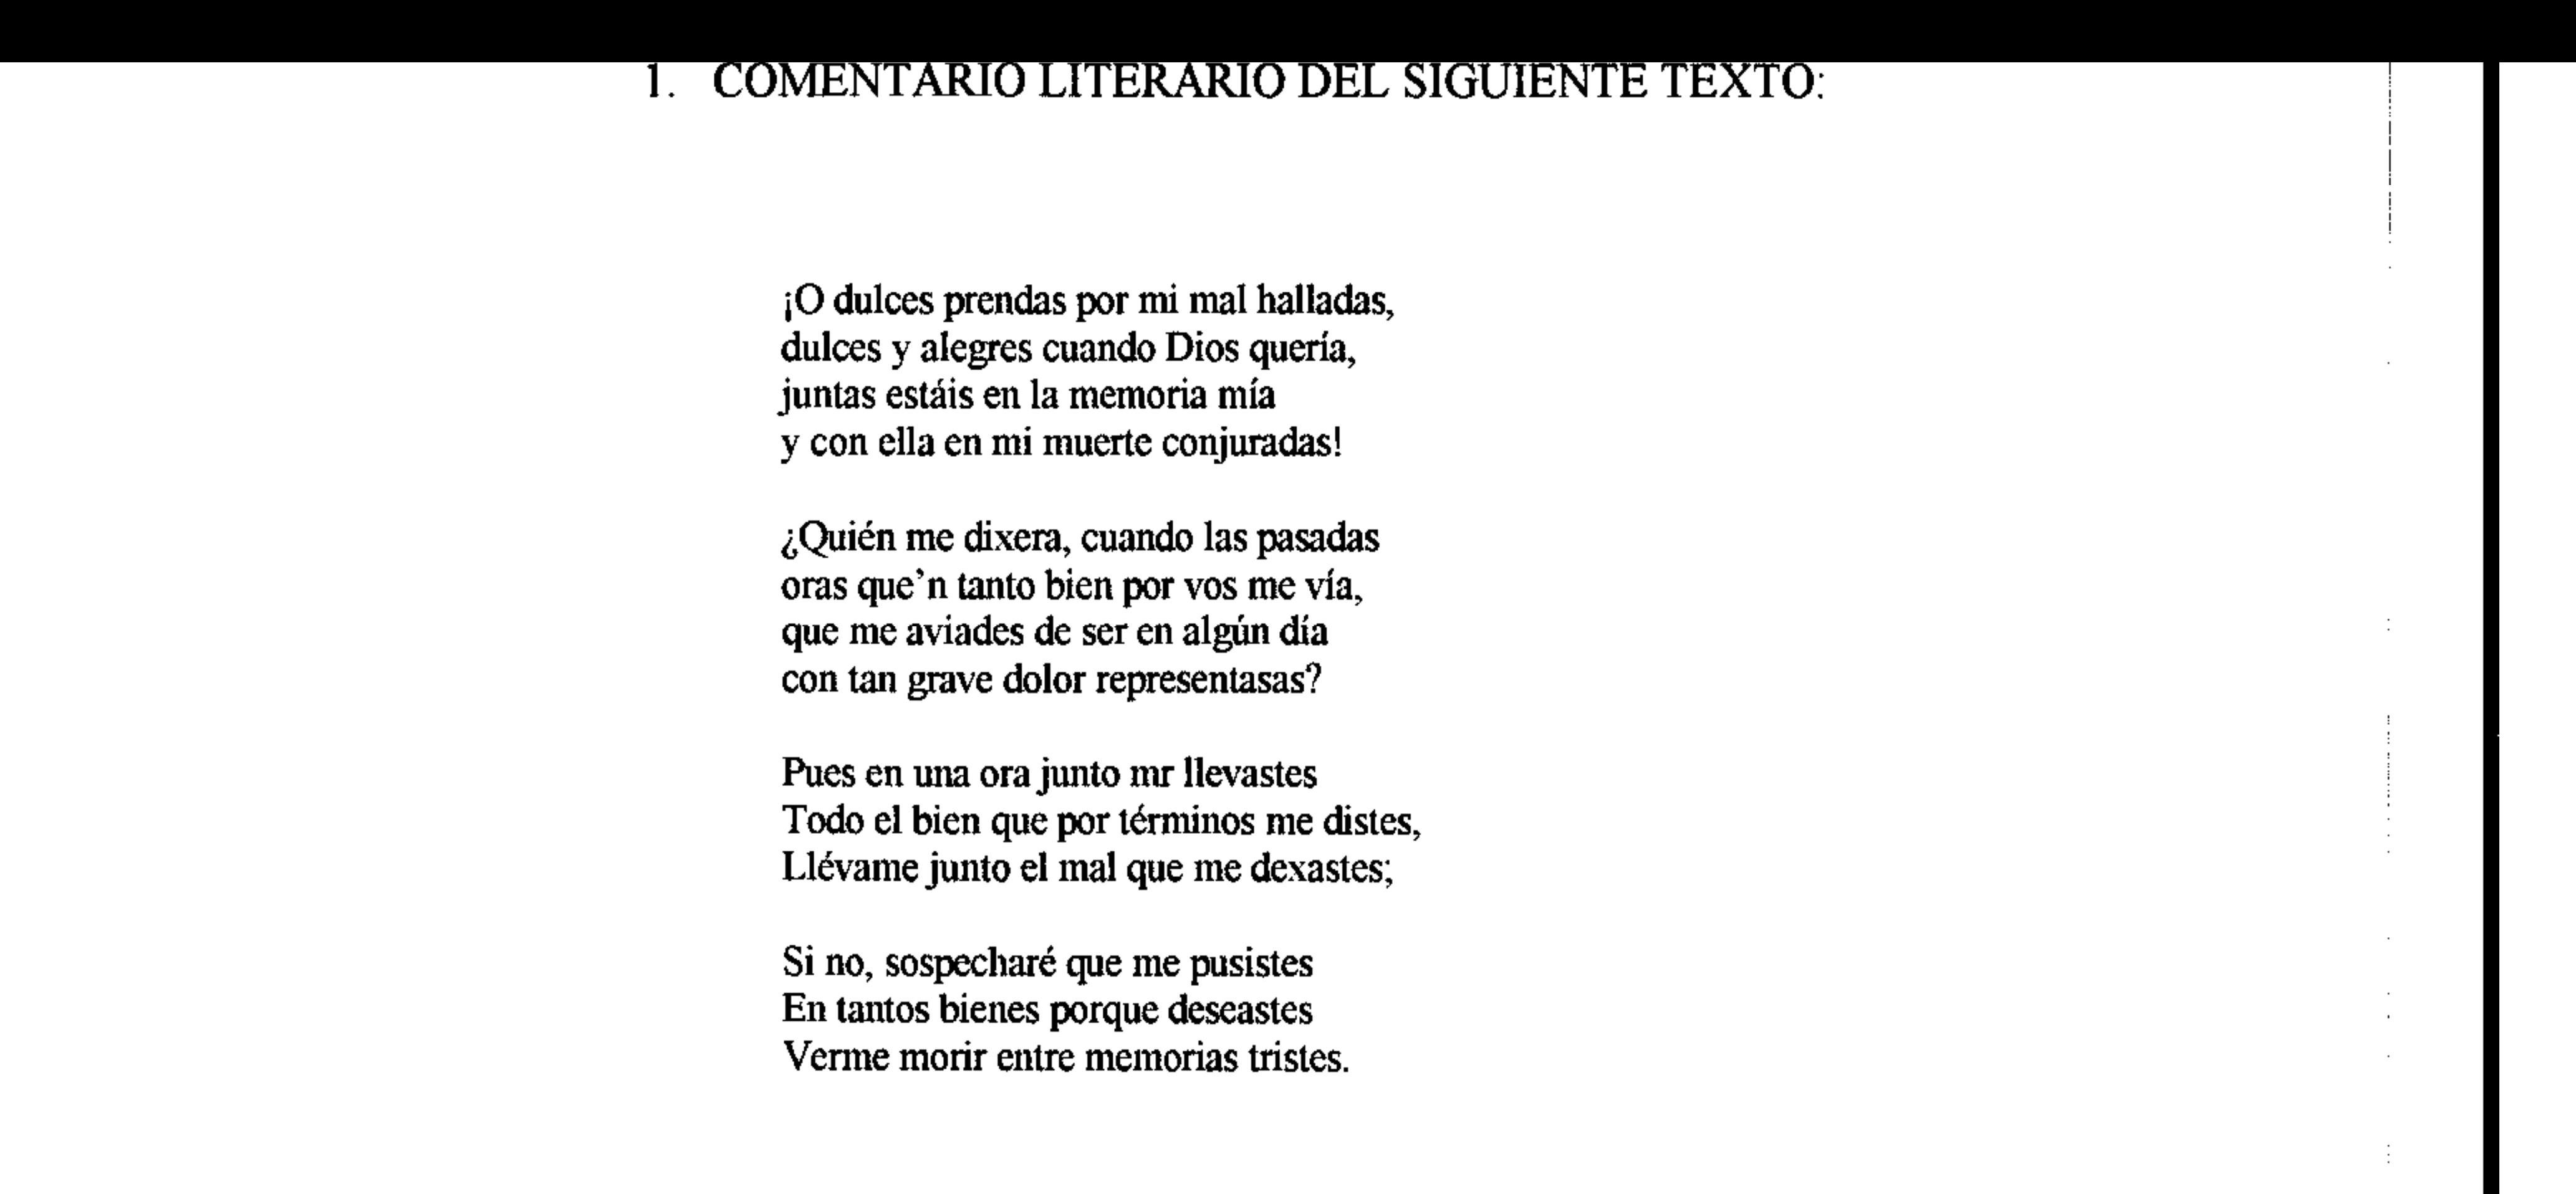 1. COMENTARIO LITERARIO DEL SIGUIENTE TEXTO:
¡O dulces prendas por mi mal halladas,
dulces y alegres cuando Dios quería,
juntas estáis en la memoria mía
y con ella en mi muerte conjuradas!
¿Quién me dixera, cuando las pasadas
oras que'n tanto bien por vos me vía,
que me aviades de ser en algún día
con tan grave dolor representasas?
Pues en una ora junto mr llevastes
Todo el bien que por términos me distes,
Llévame junto el mal que me dexastes;
Si no, sospecharé que me pusistes
En tantos bienes porque deseastes
Verme morir entre memorias tristes.